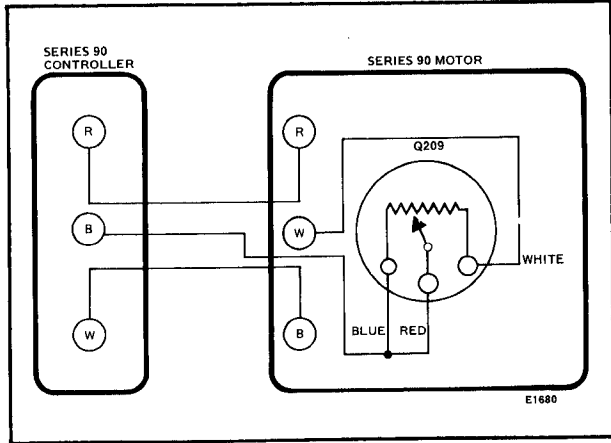 SERIES 90
CONTROLLER
SERIES 90 MOTOR
R
R
Q209
B
W
WHITE
W
B
BLUE
RED
E1680